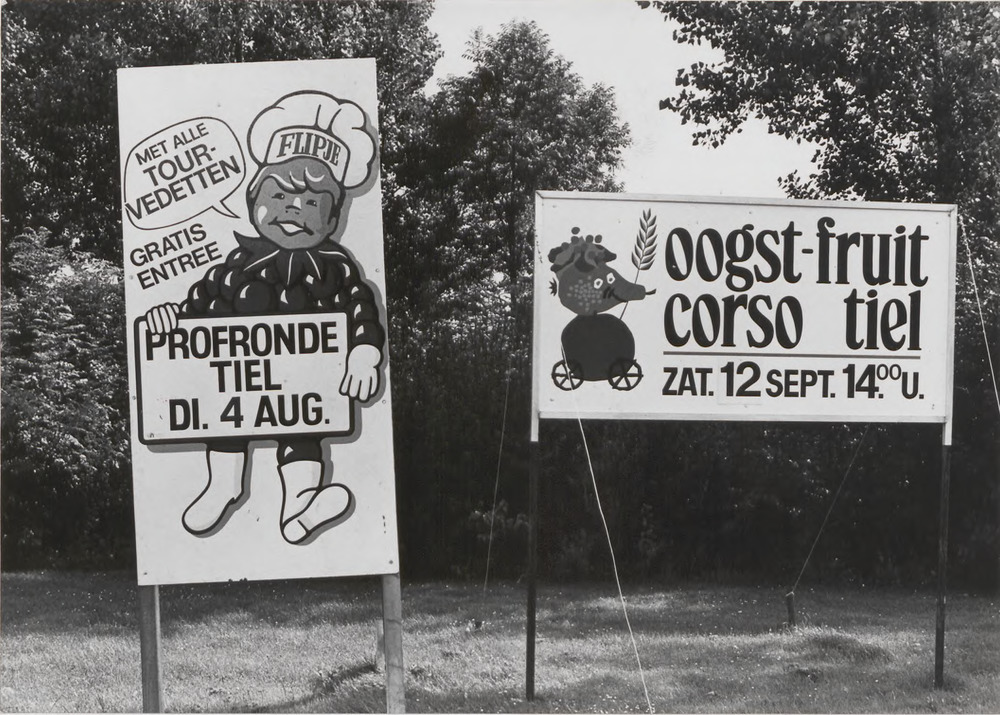 MET ALLE
TOUR-
VEDETTEN
FLIPJE
GRATIS
ENTREE
PROFRONDE
TIEL
DI. 4 AUG.
oogst-fruit
corso tiel
ZAT. 12 SEPT. 14.00 U.